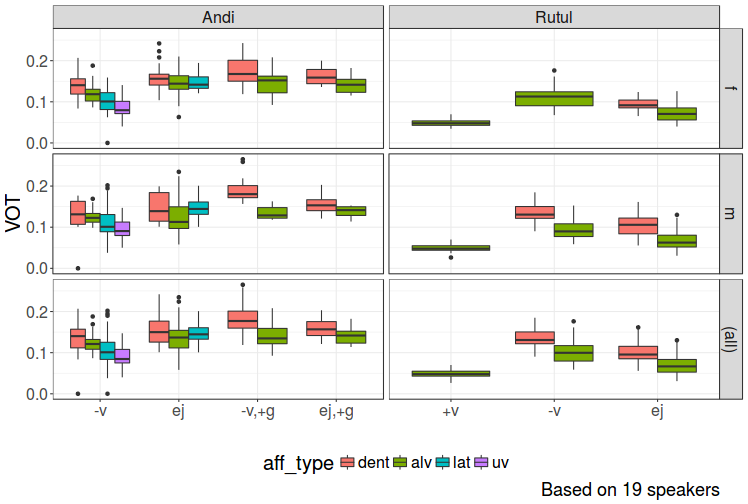 Andi Rutul
VOT
0.2
0.1
0.0
f
0.2
0.1
0.0
m
0.2
0.1
0.0
(all)
-v ej -v,+g ej,+g +v -v ej
aff_type dent alv lat uv
Based on 19 speakers